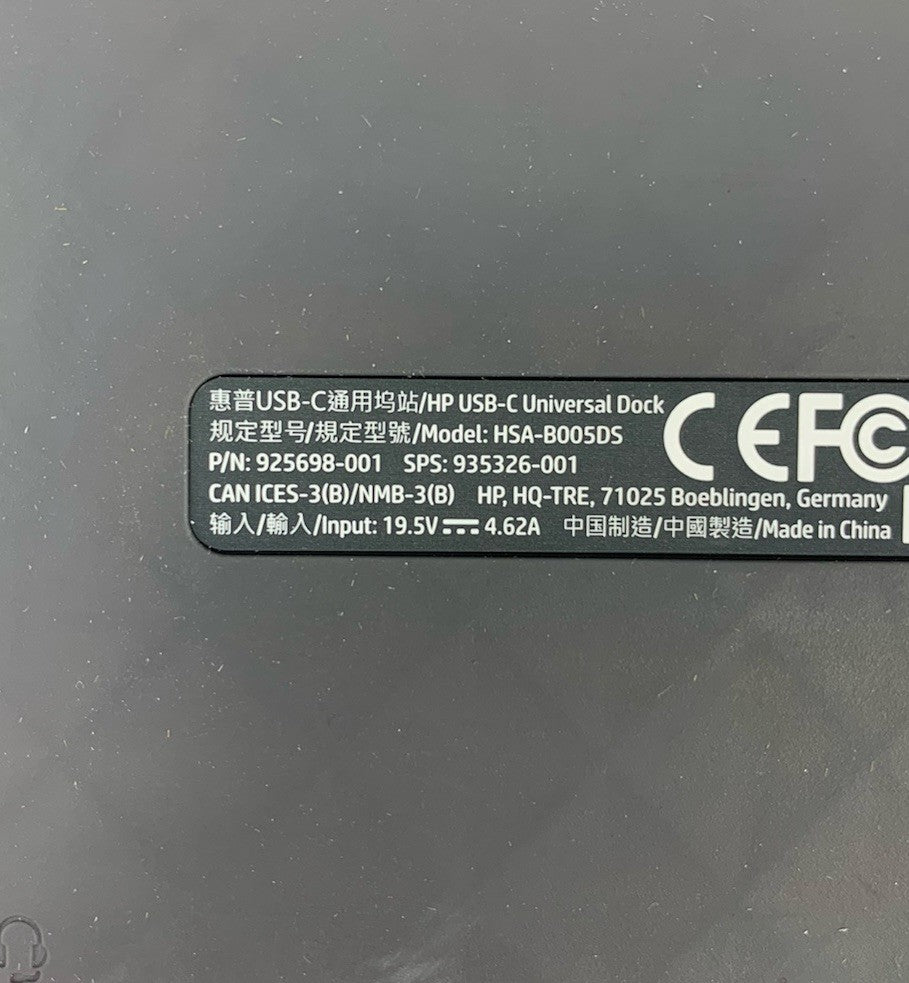 惠普USB-C通用坞站/HP USB-C Universal Dock
规定型号/規定型號/Model: HSA-B005DS
P/N: 925698-001 SPS: 935326-001
CAN ICES-3(B)/NMB-3(B) HP, HQ-TRE, 71025 Boeblingen, Germany
输入/輸入/Input: 19.5V⎓4.62A 中国制造/中國製造/Made in China
CE FC